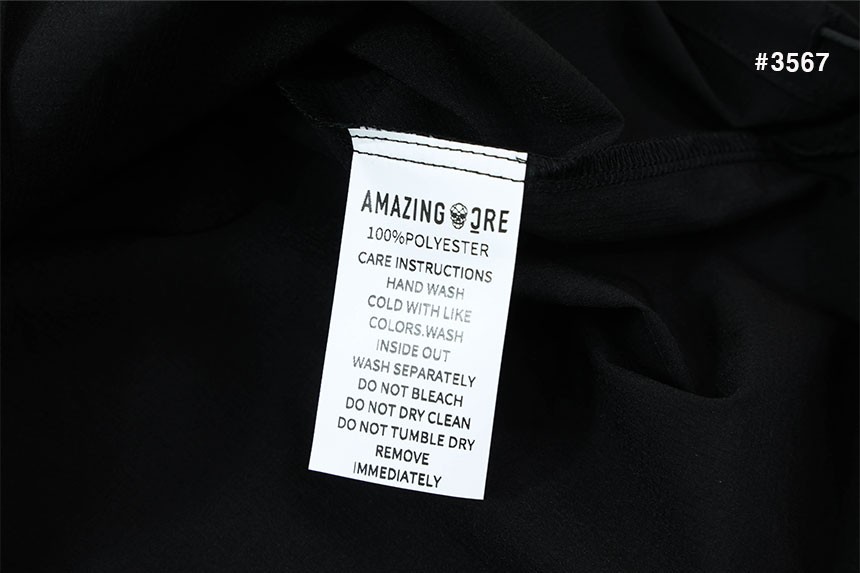 #3567
AMAZING ORE
100%POLYESTER
CARE INSTRUCTIONS
HAND WASH
COLD WITH LIKE
COLORS.WASH
INSIDE OUT
WASH SEPARATELY
DO NOT BLEACH
DO NOT DRY CLEAN
DO NOT TUMBLE DRY
REMOVE
IMMEDIATELY